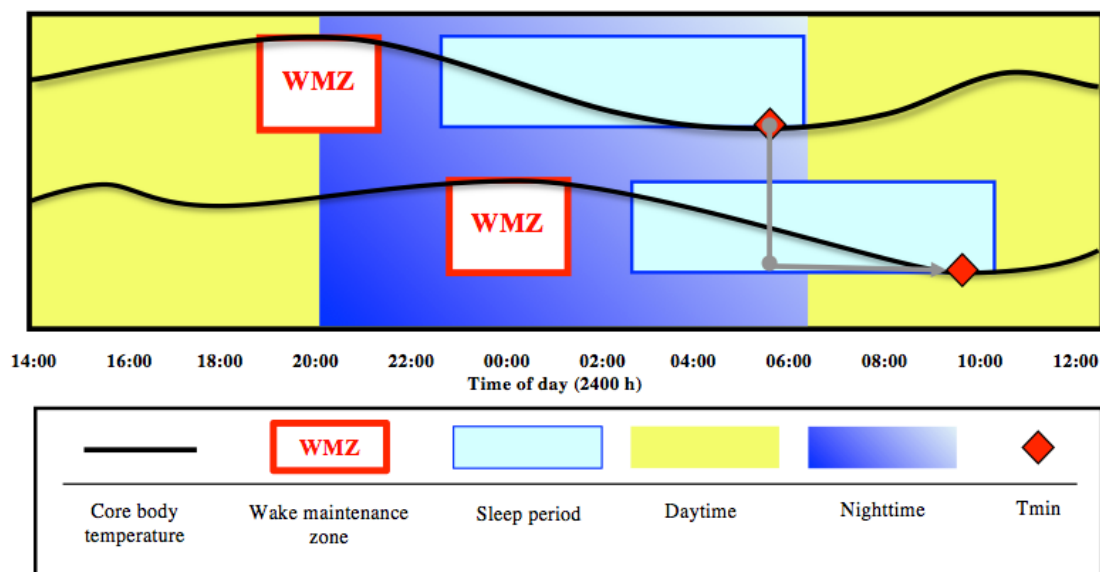 WMZ
WMZ
14:00 16:00 18:00 20:00 22:00 00:00 02:00 04:00 06:00 08:00 10:00 12:00
Time of day (2400 h)
WMZ
Core body temperature
Wake maintenance zone
Sleep period
Daytime
Nighttime
Tmin